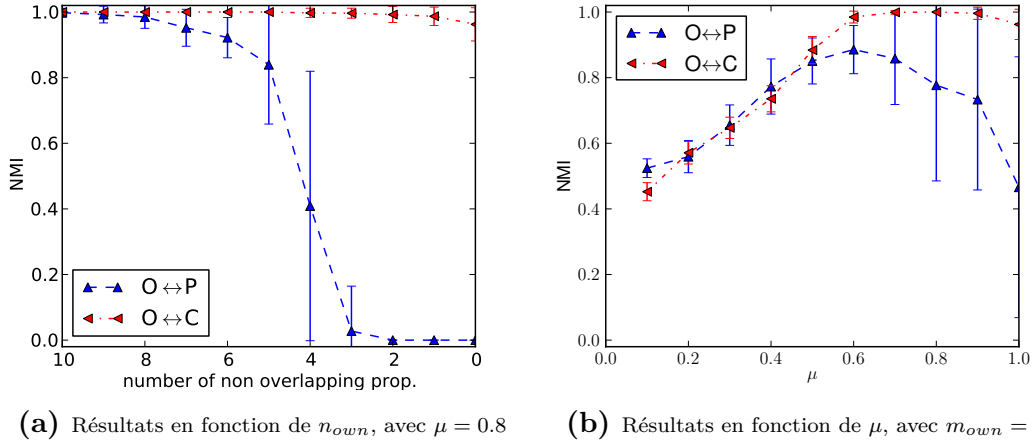 1.0
0.8
0.6
0.4
0.2
0.0
NMI
10 8 6 4 2 0
number of non overlapping prop.
O↔P
O↔C
(a) Résultats en fonction de n_own, avec μ = 0.8
1.0
0.8
0.6
0.4
0.2
0.0
NMI
0.0 0.2 0.4 0.6 0.8 1.0
μ
O↔P
O↔C
(b) Résultats en fonction de μ, avec m_own =